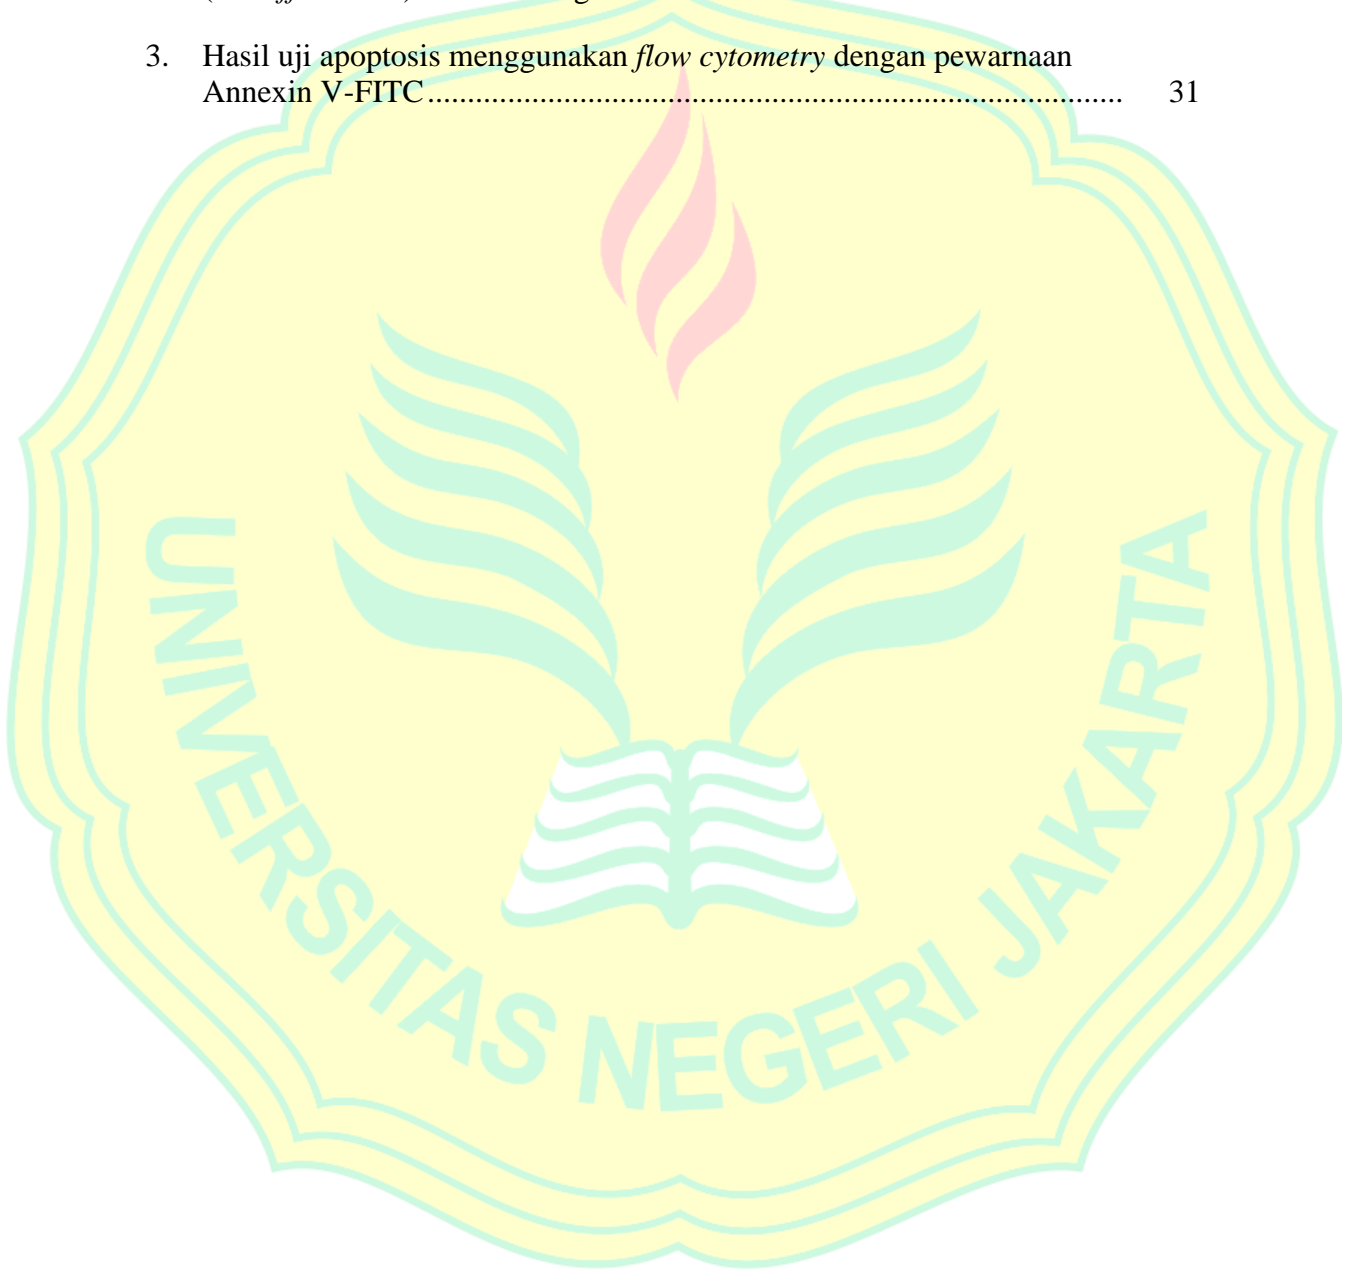 3. Hasil uji apoptosis menggunakan flow cytometry dengan pewarnaan
Annexin V-FITC....................................................................................... 31
UNIVERSITAS NEGERI JAKARTA